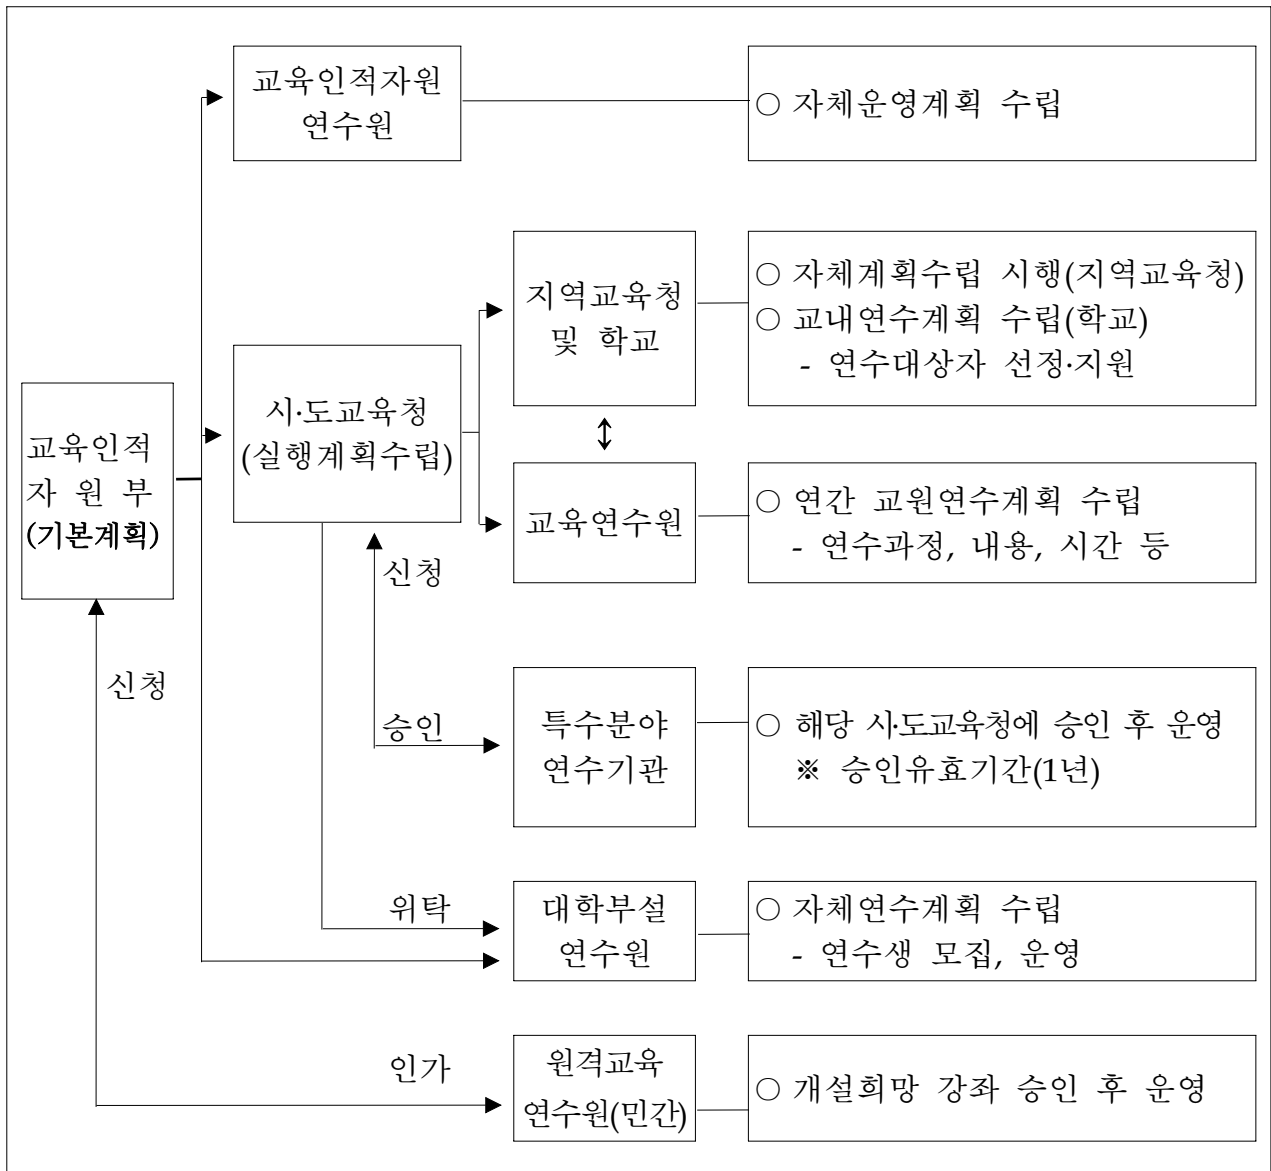 교육인적자원
연수원
○ 자체운영계획 수립
지역교육청
및 학교
○ 자체계획수립 시행(지역교육청)
○ 교내연수계획 수립(학교)
- 연수대상자 선정·지원
시·도교육청
(실행계획수립)
교육인적
자 원 부
(기본계획)
교육연수원
○ 연간 교원연수계획 수립
- 연수과정, 내용, 시간 등
신청
신청
승인
특수분야
연수기관
○ 해당 시·도교육청에 승인 후 운영
※ 승인유효기간(1년)
위탁
대학부설
연수원
○ 자체연수계획 수립
- 연수생 모집, 운영
인가
원격교육
연수원(민간)
○ 개설희망 강좌 승인 후 운영